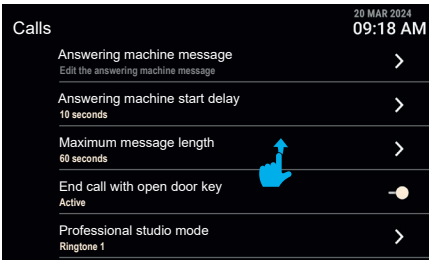 20 MAR 2024
Calls
09:18 AM
Answering machine message
Edit the answering machine message
Answering machine start delay
10 seconds
Maximum message length
60 seconds
End call with open door key
Active
Professional studio mode
Ringtone 1